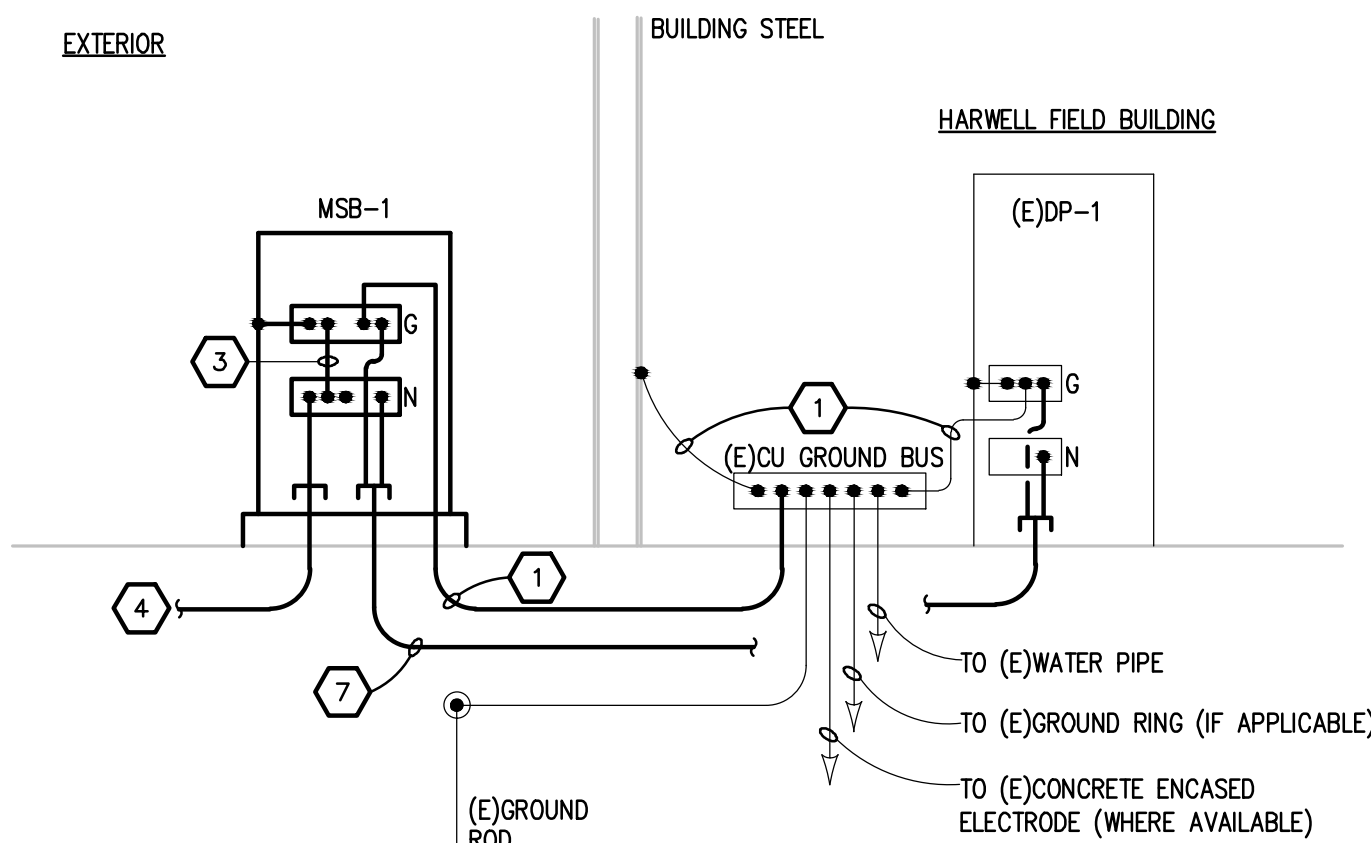 EXTERIOR
BUILDING STEEL
HARWELL FIELD BUILDING
MSB-1
(E)DP-1
G
3
N
G
1
(E)CU GROUND BUS
N
1
4
7
TO (E)WATER PIPE
TO (E)GROUND RING (IF APPLICABLE)
TO (E)CONCRETE ENCASED
ELECTRODE (WHERE AVAILABLE)
(E)GROUND
ROD